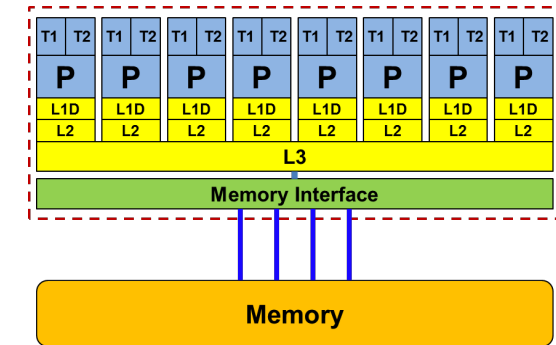 T1 T2 T1 T2 T1 T2 T1 T2 T1 T2 T1 T2 T1 T2 T1 T2
P P P P P P P P
L1D L1D L1D L1D L1D L1D L1D L1D
L2 L2 L2 L2 L2 L2 L2 L2
L3
Memory Interface
Memory